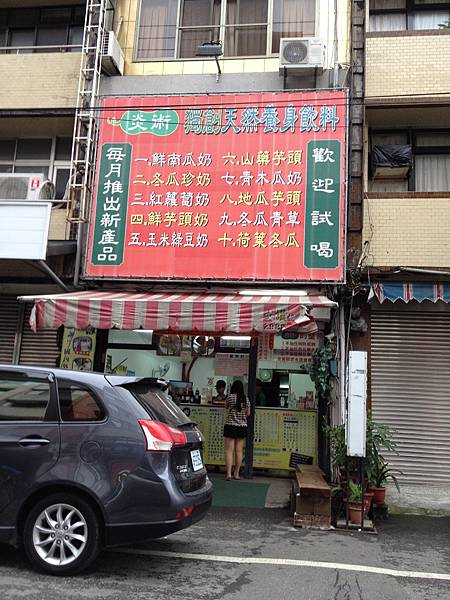 淡術 獨創天然養身飲料
每月推出新產品
一.鮮南瓜奶
二.冬瓜珍奶
三.紅蘿蔔奶
四.鮮芋頭奶
五.玉米綠豆奶
六.山藥芋頭
七.青木瓜奶
八.地瓜芋頭
九.冬瓜青草
十.荷葉冬瓜
歡迎試喝